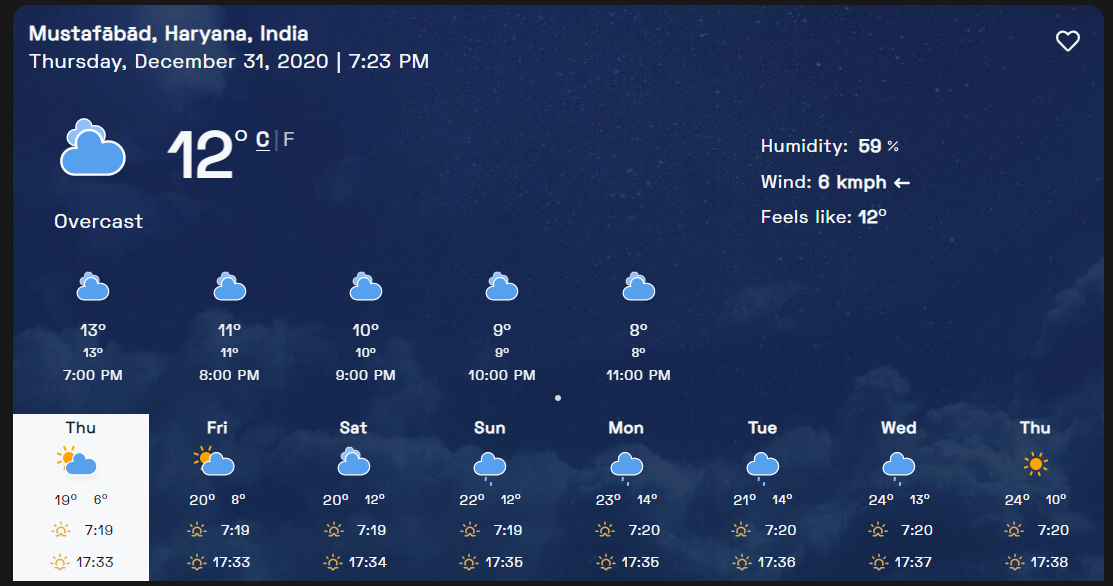 Mustafābād, Haryana, India
Thursday, December 31, 2020 | 7:23 PM
12° C|F
Overcast
Humidity: 59 %
Wind: 6 kmph ←
Feels like: 12°
13° 11° 10° 9° 8°
13° 11° 10° 9° 8°
7:00 PM 8:00 PM 9:00 PM 10:00 PM 11:00 PM
Thu Fri Sat Sun Mon Tue Wed Thu
19° 6° 20° 8° 20° 12° 22° 12° 23° 14° 21° 14° 24° 13° 24° 10°
7:19 7:19 7:19 7:19 7:20 7:20 7:20 7:20
17:33 17:33 17:34 17:35 17:35 17:36 17:37 17:38